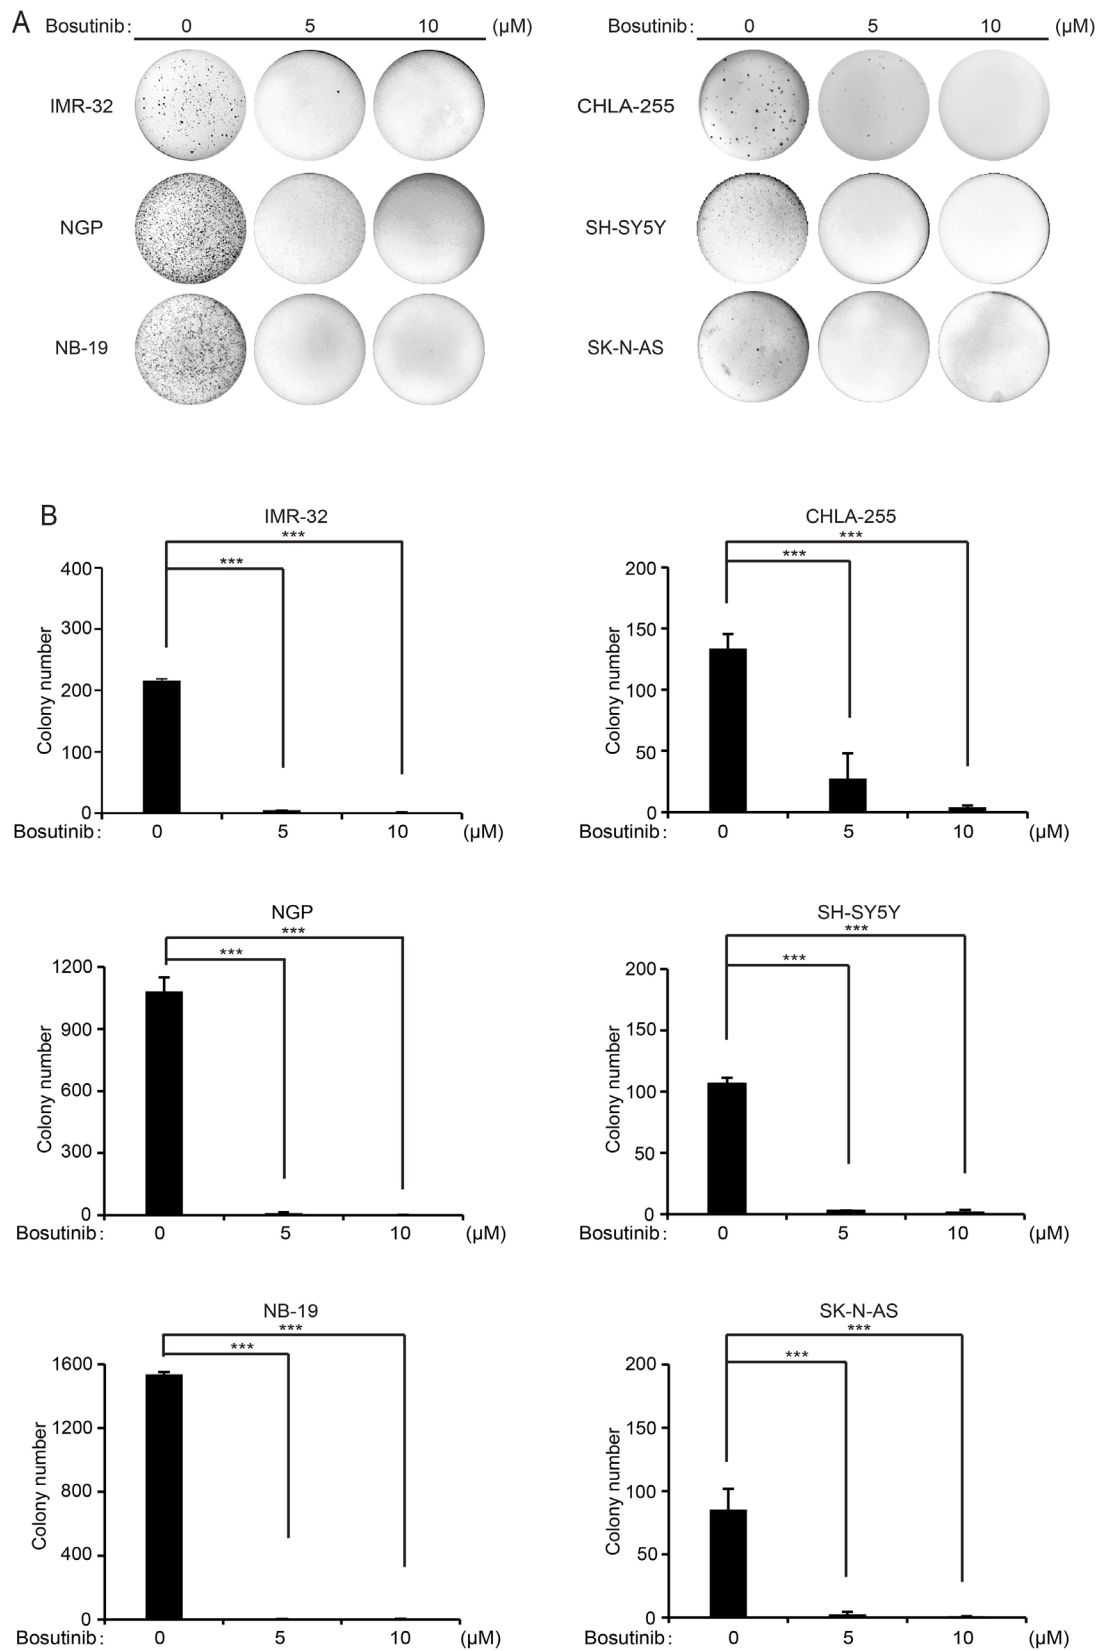 A Bosutinib: 0 5 10 (µM) Bosutinib: 0 5 10 (µM)
IMR-32 CHLA-255
NGP SH-SY5Y
NB-19 SK-N-AS
B
IMR-32
***
***
400
300
200
100
0
Colony number
Bosutinib: 0 5 10 (µM)
CHLA-255
***
***
200
150
100
50
0
Colony number
Bosutinib: 0 5 10 (µM)
NGP
***
***
1200
900
600
300
0
Colony number
Bosutinib: 0 5 10 (µM)
SH-SY5Y
***
***
200
150
100
50
0
Colony number
Bosutinib: 0 5 10 (µM)
NB-19
***
***
1600
1200
800
400
0
Colony number
Bosutinib: 0 5 10 (µM)
SK-N-AS
***
***
200
150
100
50
0
Colony number
Bosutinib: 0 5 10 (µM)